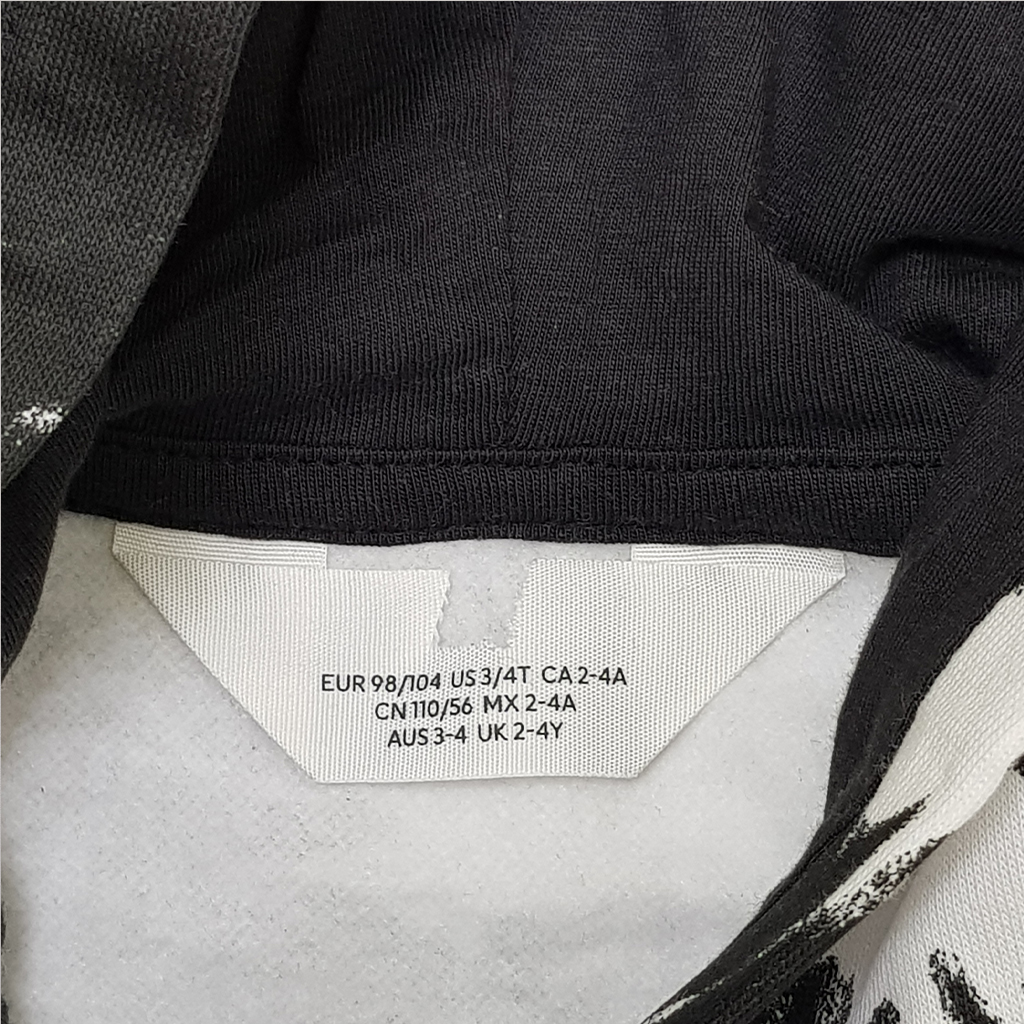 EUR 98/104 US 3/4T CA 2-4A
CN 110/56 MX 2-4A
AUS 3-4 UK 2-4Y